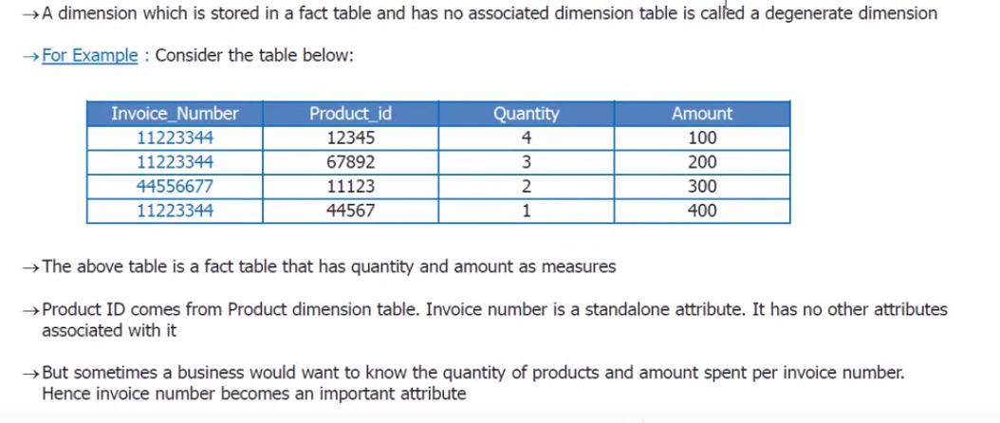 →A dimension which is stored in a fact table and has no associated dimension table is called a degenerate dimension
→For Example : Consider the table below:
Invoice_Number Product_id Quantity Amount
11223344 12345 4 100
11223344 67892 3 200
44556677 11123 2 300
11223344 44567 1 400
→The above table is a fact table that has quantity and amount as measures
→Product ID comes from Product dimension table. Invoice number is a standalone attribute. It has no other attributes
associated with it
→But sometimes a business would want to know the quantity of products and amount spent per invoice number.
Hence invoice number becomes an important attribute